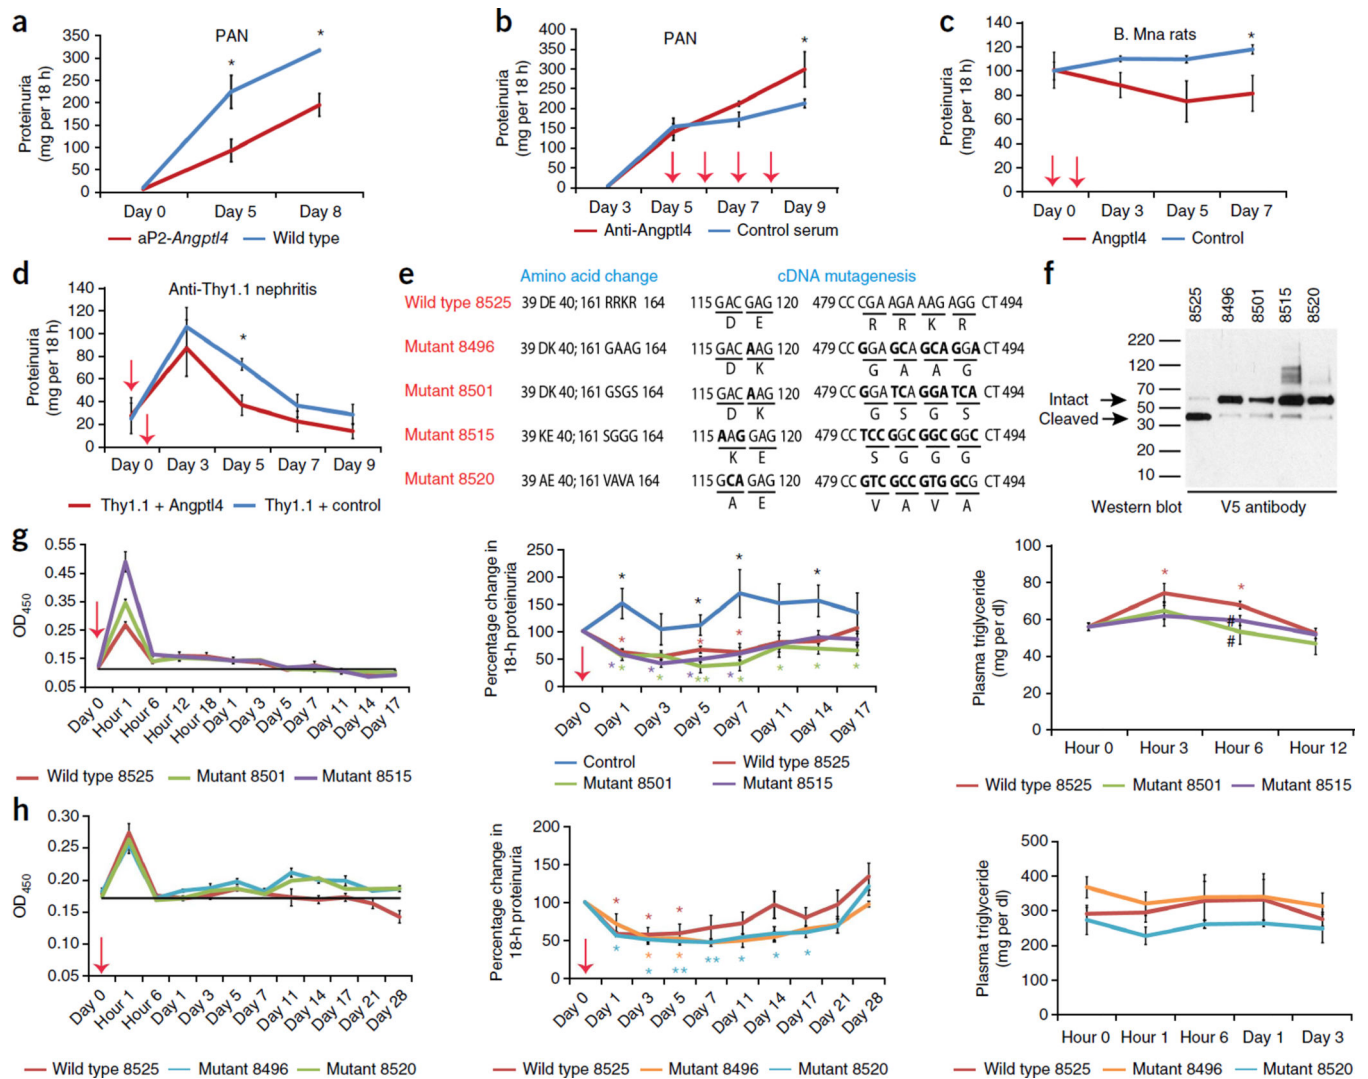 a
PAN
Proteinuria
(mg per 18 h)
350
300
250
200
150
100
50
0
*
*
Day 0 Day 5 Day 8
aP2-Angptl4 Wild type
b
PAN
Proteinuria
(mg per 18 h)
400
350
300
250
200
150
100
50
0
*
Day 3 Day 5 Day 7 Day 9
Anti-Angptl4 Control serum
c
B. Mna rats
Proteinuria
(mg per 18 h)
140
120
100
80
60
40
20
0
*
Day 0 Day 3 Day 5 Day 7
Angptl4 Control
d
Anti-Thy1.1 nephritis
Proteinuria
(mg per 18 h)
140
120
100
80
60
40
20
0
*
Day 0 Day 3 Day 5 Day 7 Day 9
Thy1.1 + Angptl4 Thy1.1 + control
e
Amino acid change cDNA mutagenesis
Wild type 8525 39 DE 40; 161 RRKR 164 115 GAC GAG 120 479 CC CGA AGA AAG AGG CT 494
D E R R K R
Mutant 8496 39 DK 40; 161 GAAG 164 115 GAC AAG 120 479 CC GGA GCA GCA GGA CT 494
D K G A A G
Mutant 8501 39 DK 40; 161 GSGS 164 115 GAC AAG 120 479 CC GGA TCA GGA TCA CT 494
D K G S G S
Mutant 8515 39 KE 40; 161 SGGG 164 115 AAG GAG 120 479 CC TCC GGC GGC GGC CT 494
K E S G G G
Mutant 8520 39 AE 40; 161 VAVA 164 115 GCA GAG 120 479 CC GTC GCC GTG GCG CT 494
A E V A V A
f
8525 8496 8501 8515 8520
220
120
70
50
30
20
10
Intact
Cleaved
Western blot V5 antibody
g
OD450
0.55
0.45
0.35
0.25
0.15
0.05
Day 0 Hour 1 Hour 6 Hour 12 Hour 18 Day 1 Day 3 Day 5 Day 7 Day 11 Day 14 Day 17
Wild type 8525 Mutant 8501 Mutant 8515
Percentage change in
18-h proteinuria
250
200
150
100
50
0
* * * *
* * *
* * * * * ** * * * * *
Day 0 Day 1 Day 3 Day 5 Day 7 Day 11 Day 14 Day 17
Control Wild type 8525
Mutant 8501 Mutant 8515
Plasma triglyceride
(mg per dl)
100
80
60
40
20
0
* *
#
#
Hour 0 Hour 3 Hour 6 Hour 12
Wild type 8525 Mutant 8501 Mutant 8515
h
OD450
0.30
0.25
0.20
0.15
0.10
0.05
Day 0 Hour 1 Hour 6 Day 1 Day 3 Day 5 Day 7 Day 11 Day 14 Day 17 Day 21 Day 28
Wild type 8525 Mutant 8496 Mutant 8520
Percentage change in
18-h proteinuria
200
150
100
50
0
* * *
* *
* * ** ** * * *
Day 0 Day 1 Day 3 Day 5 Day 7 Day 11 Day 14 Day 17 Day 21 Day 28
Wild type 8525 Mutant 8496 Mutant 8520
Plasma triglyceride
(mg per dl)
500
400
300
200
100
0
Hour 0 Hour 1 Hour 6 Day 1 Day 3
Wild type 8525 Mutant 8496 Mutant 8520